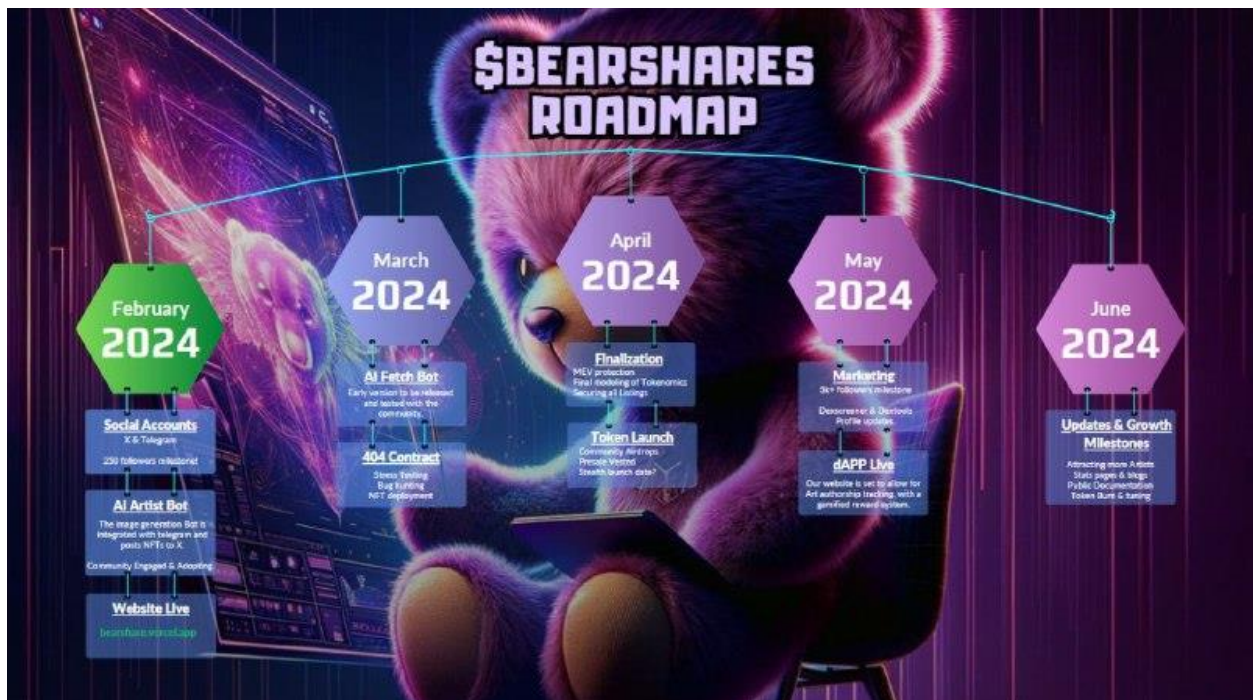 $BEARSHARES
ROADMAP
February
2024
Social Accounts
X & Telegram
250 followers milestone!
AI Artist Bot
The image generation Bot is
integrated with telegram and
posts NFTs to X.
Community Engaged & Adopting
Website Live
bearshare.vercel.app
March
2024
AI Fetch Bot
Early version to be released
and tested with the
community.
404 Contract
Stress Testing
Bug hunting
NFT deployment
April
2024
Finalization
MEV protection
Final modeling of Tokenomics
Securing all Listings
Token Launch
Community Airdrops
Presale Vested
Stealth launch date?
May
2024
Marketing
3k+ followers milestone
Dexscreener & Dextools
Profile updates
dAPP Live
Our website is set to allow for
Art authorship tracking, with a
gamified reward system.
June
2024
Updates & Growth
Milestones
Attracting more Artists
Stats pages & blogs
Public Documentation
Token Burn & tuning